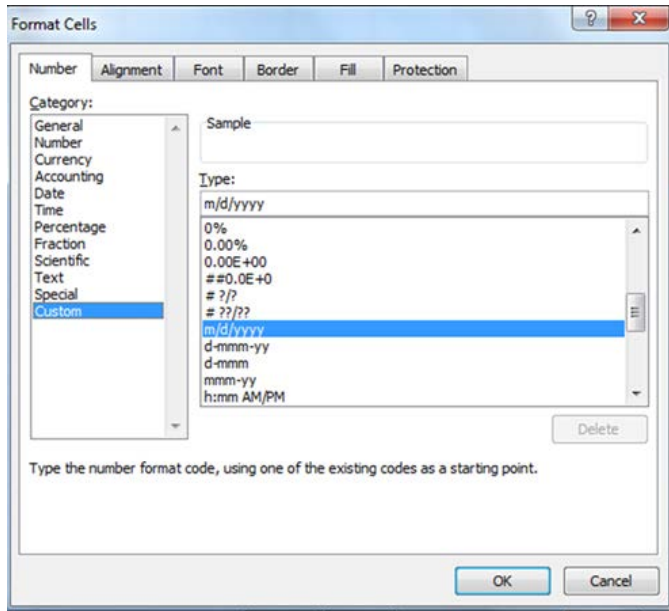 Format Cells
Number Alignment Font Border Fill Protection
Category:
General
Number
Currency
Accounting
Date
Time
Percentage
Fraction
Scientific
Text
Special
Custom
Sample
Type:
m/d/yyyy
0%
0.00%
0.00E+00
##0.0E+0
# ?/?
# ??/??
m/d/yyyy
d-mmm-yy
d-mmm
mmm-yy
h:mm AM/PM
Delete
Type the number format code, using one of the existing codes as a starting point.
OK Cancel